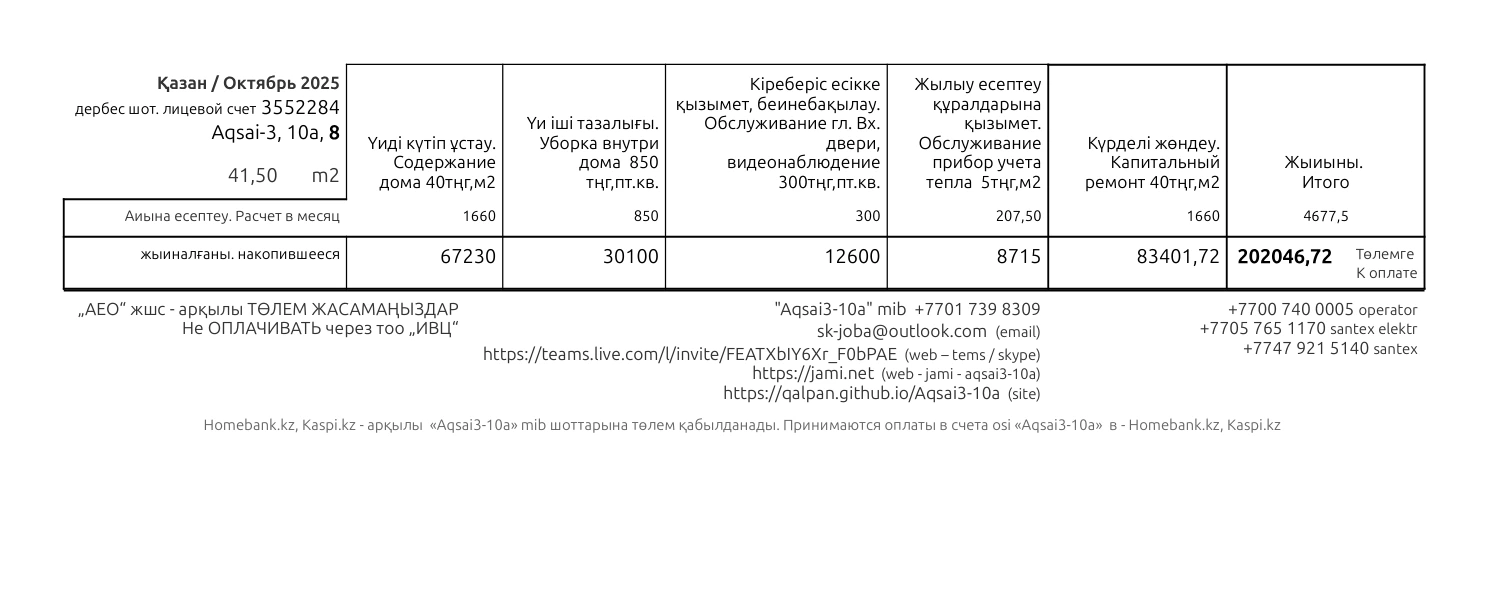 Қазан / Октябрь 2025
дербес шот. лицевой счет 3552284
Aqsai-3, 10a, 8
41,50 m2
Үиді күтіп ұстау.
Содержание
дома 40тңг,м2
Үи іші тазалығы.
Уборка внутри
дома 850
тңг,пт.кв.
Кіреберіс есікке
қызымет, беинебақылау.
Обслуживание гл. Вх.
двери,
видеонаблюдение
300тңг,пт.кв.
Жылыу есептеу
құралдарына
қызымет.
Обслуживание
прибор учета
тепла 5тңг,м2
Күрделі жөндеу.
Капитальный
ремонт 40тңг,м2
Жыиыны.
Итого
Аиына есептеу. Расчет в месяц 1660 850 300 207,50 1660 4677,5
жыиналғаны. накопившееся 67230 30100 12600 8715 83401,72 202046,72 Төлемге
К оплате
„АЕО“ жшс - арқылы ТӨЛЕМ ЖАСАМАҢЫЗДАР
Не ОПЛАЧИВАТЬ через тоо „ИВЦ“
"Aqsai3-10a" mib +7701 739 8309
sk-joba@outlook.com (email)
https://teams.live.com/l/invite/FEATXbIY6Xr_F0bPAE (web – tems / skype)
https://jami.net (web - jami - aqsai3-10a)
https://qalpan.github.io/Aqsai3-10a (site)
+7700 740 0005 operator
+7705 765 1170 santex elektr
+7747 921 5140 santex
Homebank.kz, Kaspi.kz - арқылы «Aqsai3-10a» mib шоттарына төлем қабылданады. Принимаются оплаты в счета osi «Aqsai3-10a» в - Homebank.kz, Kaspi.kz